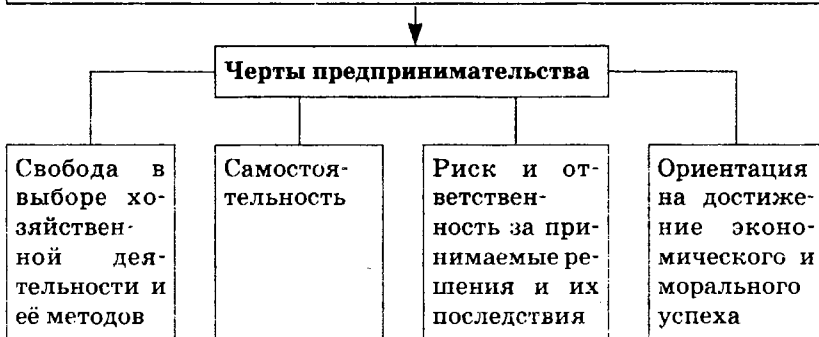 Черты предпринимательства
Свобода в
выборе хо-
зяйствен-
ной дея-
тельности и
её методов
Самостоя-
тельность
Риск и от-
ветствен-
ность за при-
нимаемые ре-
шения и их
последствия
Ориентация
на достиже-
ние эконо-
мического и
морального
успеха